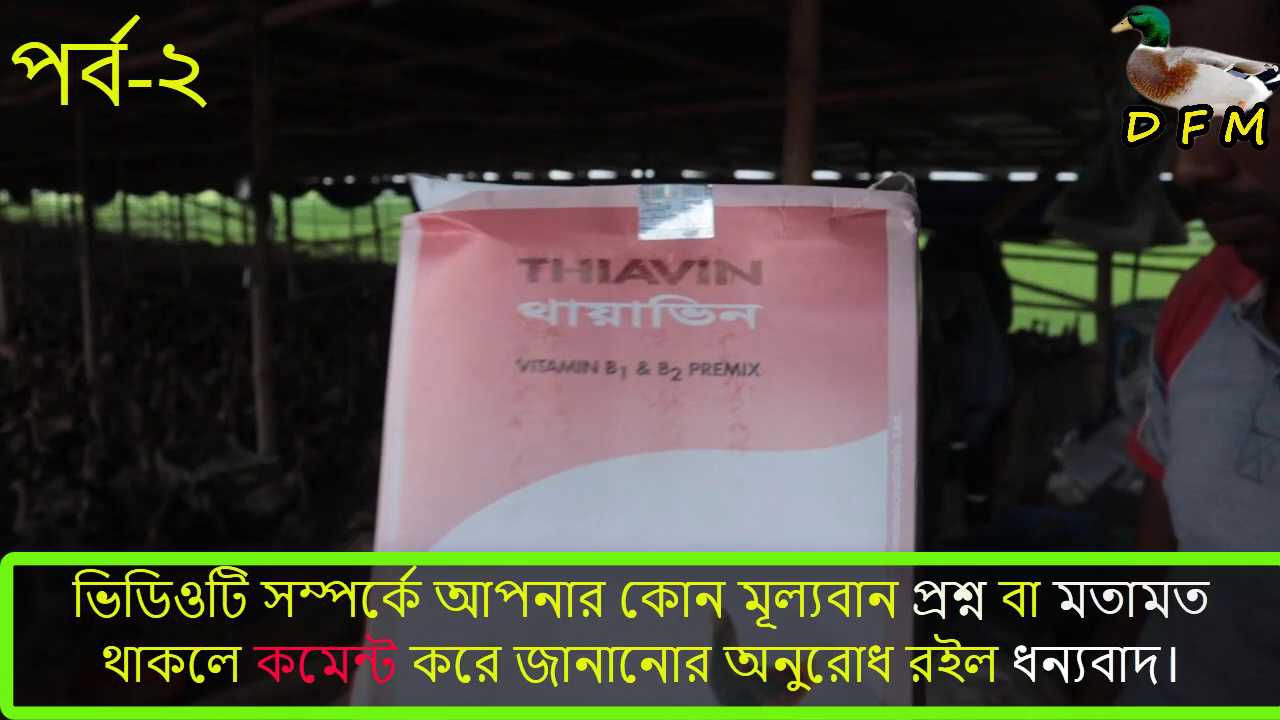 পর্ব-২
D F M
THIAVIN
থায়াভিন
VITAMIN B1 & B2 PREMIX
ভিডিওটি সম্পর্কে আপনার কোন মূল্যবান প্রশ্ন বা মতামত
থাকলে কমেন্ট করে জানানোর অনুরোধ রইল ধন্যবাদ।